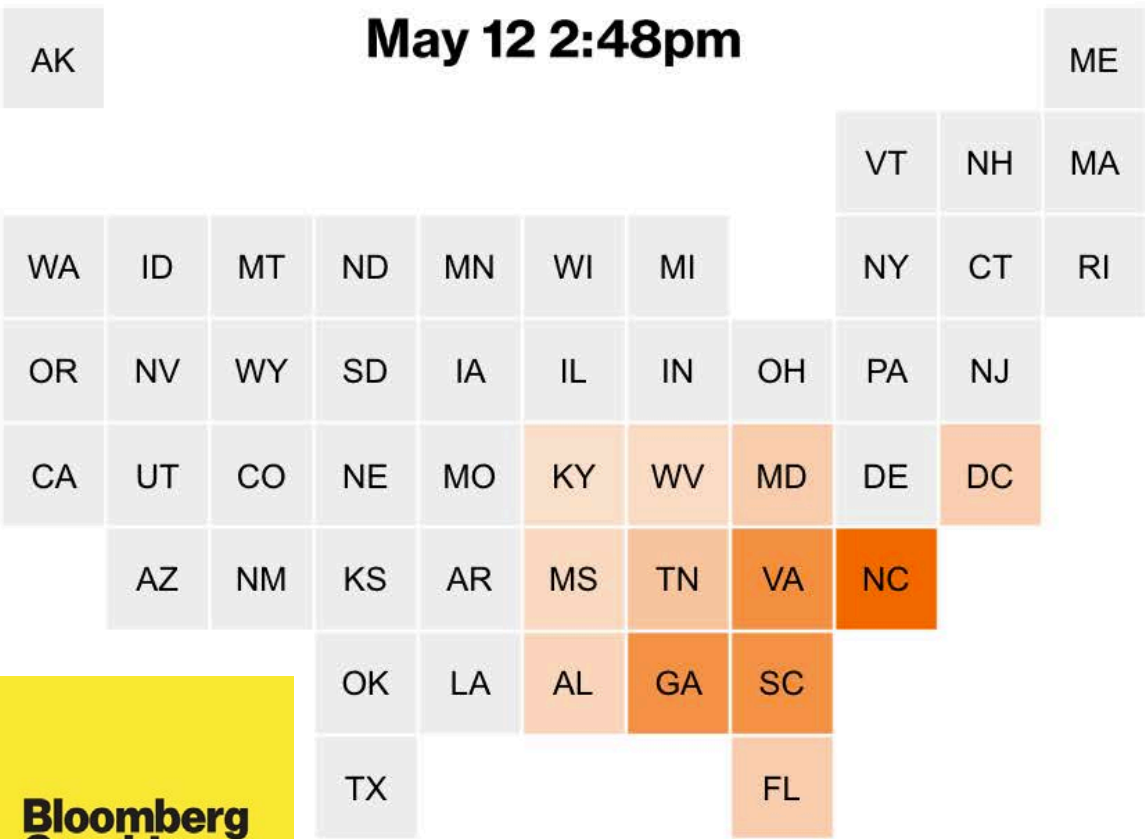 May 12 2:48pm
AK ME
VT NH MA
WA ID MT ND MN WI MI NY CT RI
OR NV WY SD IA IL IN OH PA NJ
CA UT CO NE MO KY WV MD DE DC
AZ NM KS AR MS TN VA NC
OK LA AL GA SC
TX FL
Bloomberg